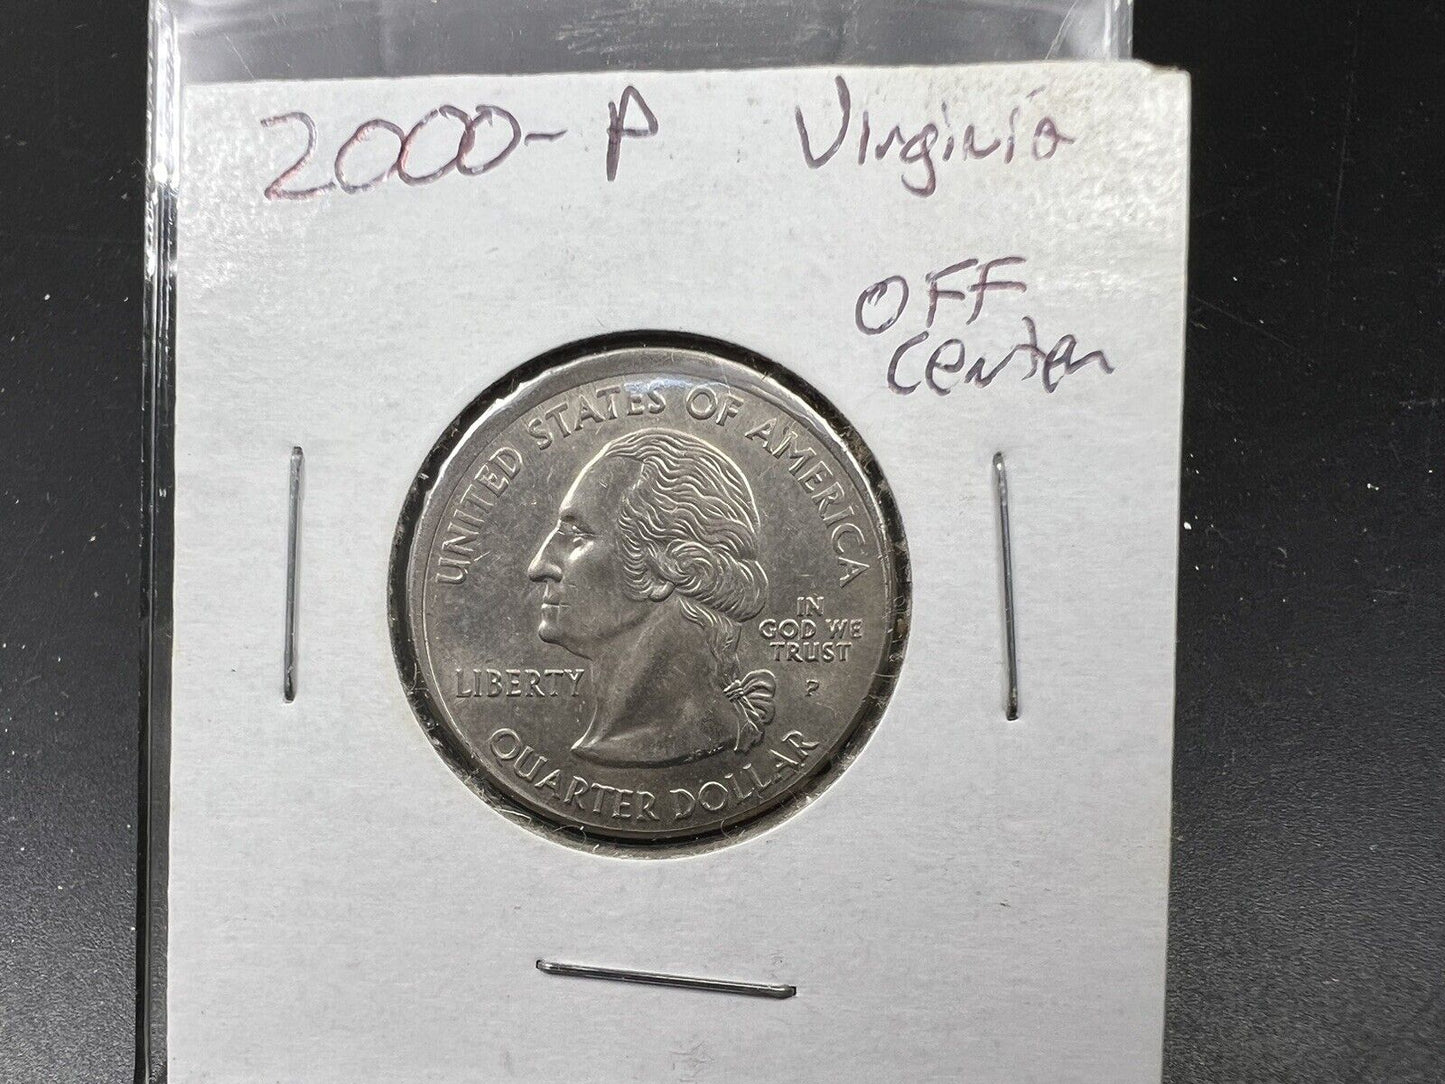 2000-P Virginia
OFF
Center
UNITED STATES OF AMERICA
IN
GOD WE
TRUST
LIBERTY
P
QUARTER DOLLAR